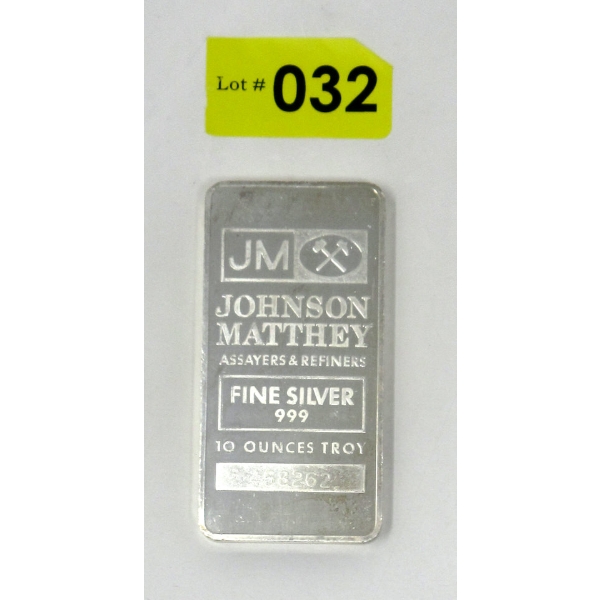 Lot # 032
JM
JOHNSON
MATTHEY
ASSAYERS & REFINERS
FINE SILVER
999
10 OUNCES TROY